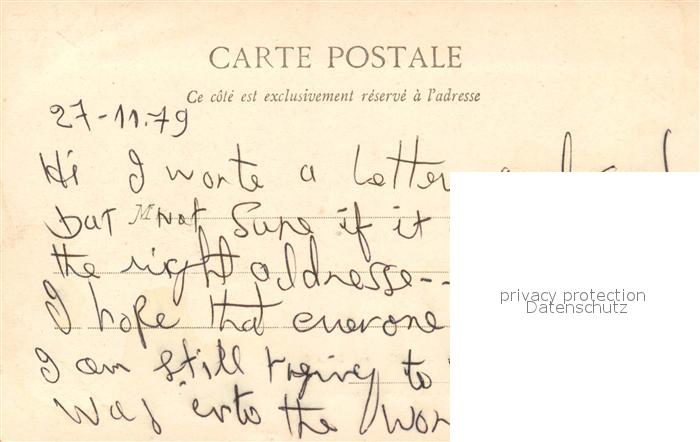 CARTE POSTALE
Ce côté est exclusivement réservé à l'adresse
27-11.79
Hi I worte a letter
but M not sure if it
the right addresse--
I hope that everone
I am still trying to
way into the wor
privacy protection
Datenschutz